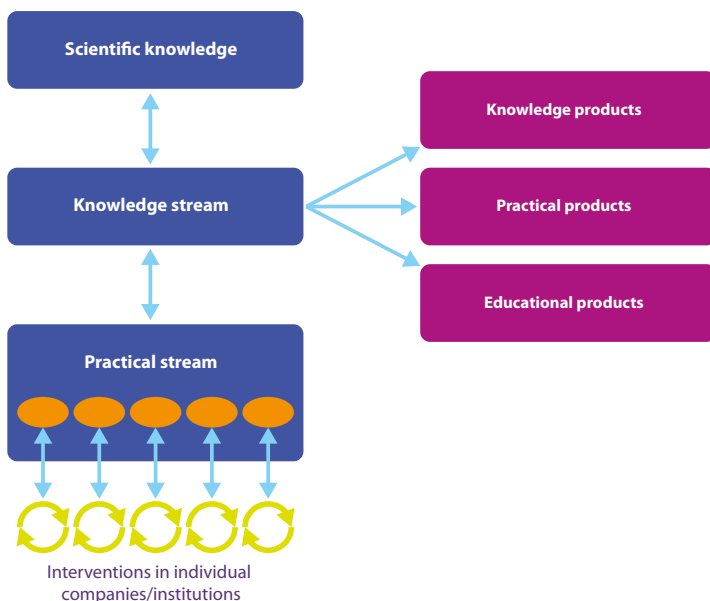 Scientific knowledge
Knowledge products
Knowledge stream
Practical products
Educational products
Practical stream
Interventions in individual
companies/institutions